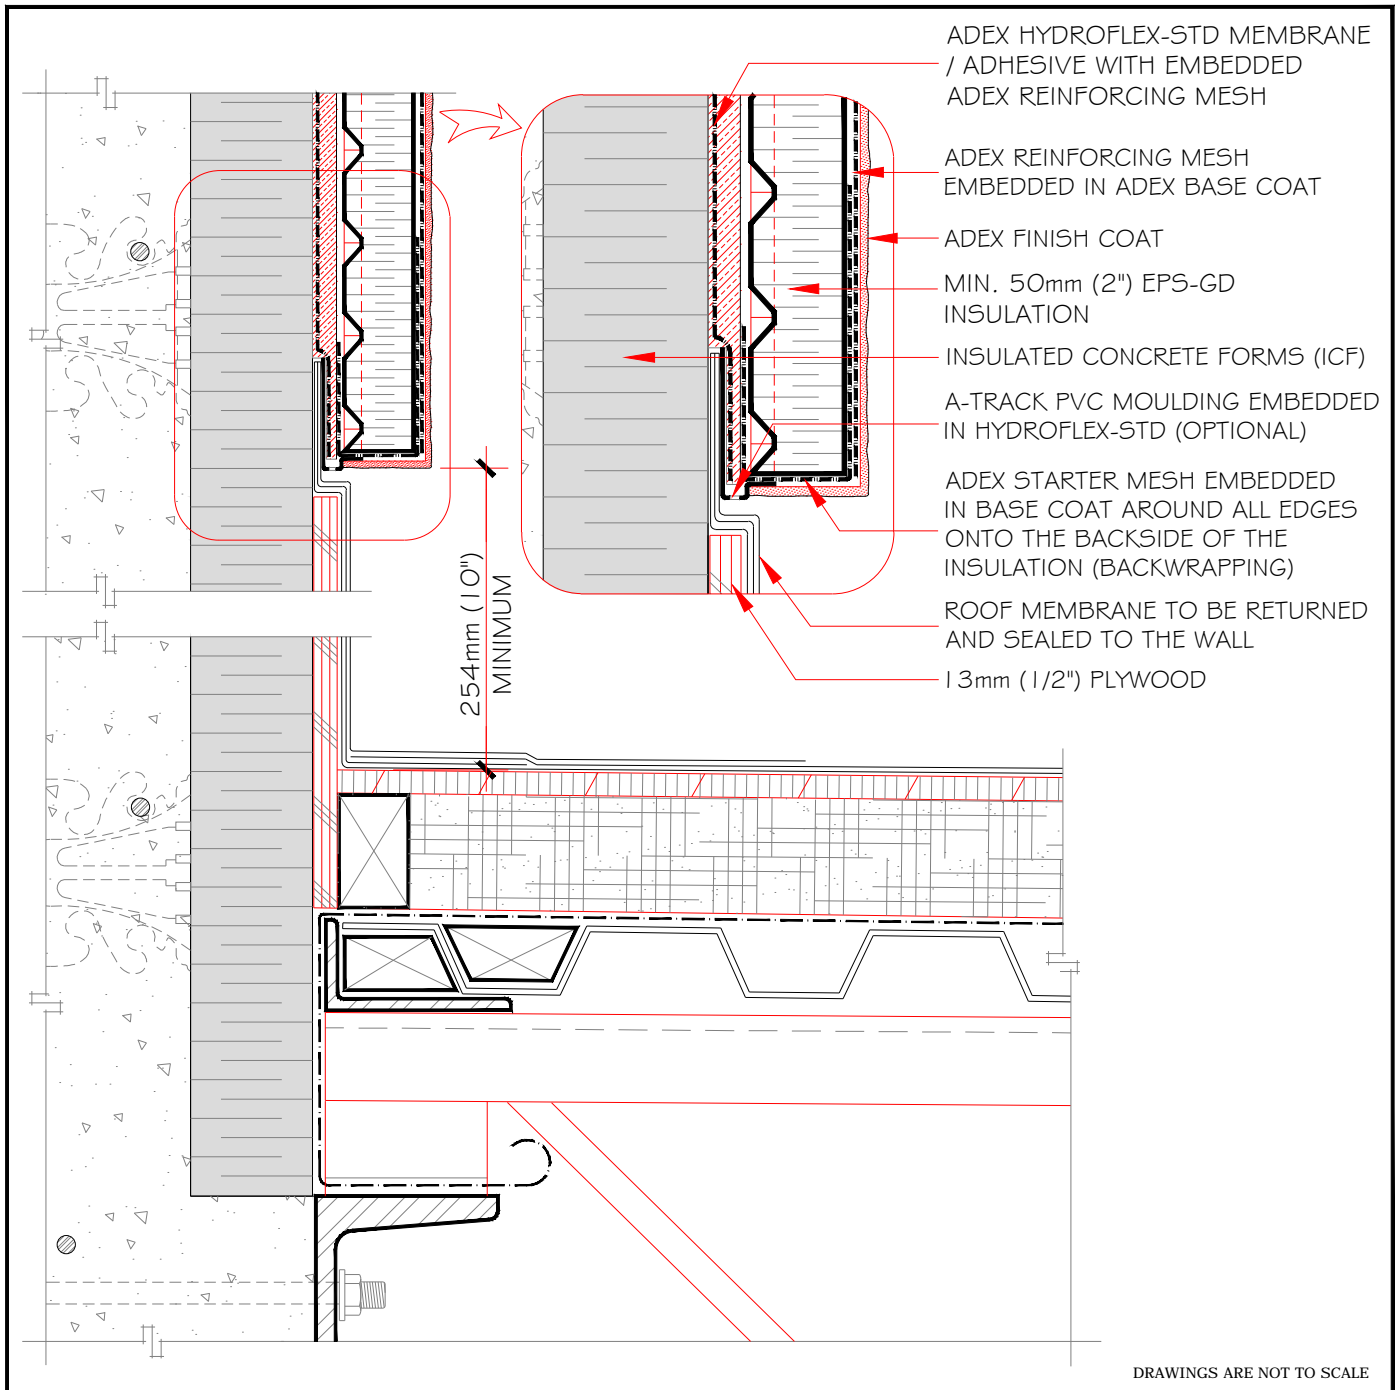 ADEX HYDROFLEX-STD MEMBRANE
/ ADHESIVE WITH EMBEDDED
ADEX REINFORCING MESH
ADEX REINFORCING MESH
EMBEDDED IN ADEX BASE COAT
ADEX FINISH COAT
MIN. 50mm (2") EPS-GD
INSULATION
INSULATED CONCRETE FORMS (ICF)
A-TRACK PVC MOULDING EMBEDDED
IN HYDROFLEX-STD (OPTIONAL)
ADEX STARTER MESH EMBEDDED
IN BASE COAT AROUND ALL EDGES
ONTO THE BACKSIDE OF THE
INSULATION (BACKWRAPPING)
ROOF MEMBRANE TO BE RETURNED
AND SEALED TO THE WALL
13mm (1/2") PLYWOOD
254mm (10")
MINIMUM
DRAWINGS ARE NOT TO SCALE